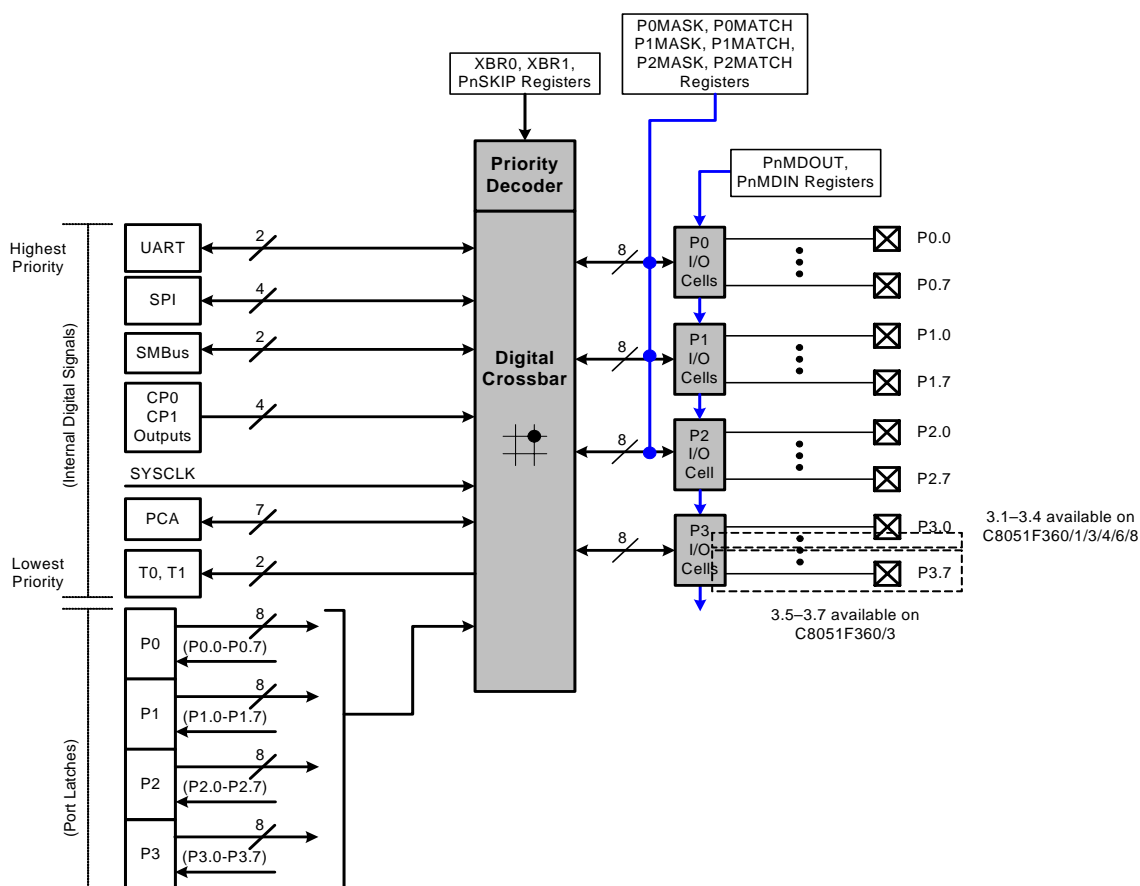 P0MASK, P0MATCH
P1MASK, P1MATCH,
P2MASK, P2MATCH
Registers
XBR0, XBR1,
PnSKIP Registers
PnMDOUT,
PnMDIN Registers
Priority
Decoder
Digital
Crossbar
Highest
Priority
(Internal Digital Signals)
Lowest
Priority
UART
2
SPI
4
SMBus
2
CP0
CP1
Outputs
4
SYSCLK
PCA
7
T0, T1
2
(Port Latches)
P0
8
(P0.0-P0.7)
P1
8
(P1.0-P1.7)
P2
8
(P2.0-P2.7)
P3
8
(P3.0-P3.7)
8
P0
I/O
Cells
P0.0
P0.7
8
P1
I/O
Cells
P1.0
P1.7
8
P2
I/O
Cell
P2.0
P2.7
8
P3
I/O
Cells
P3.0
P3.7
3.1–3.4 available on
C8051F360/1/3/4/6/8
3.5–3.7 available on
C8051F360/3